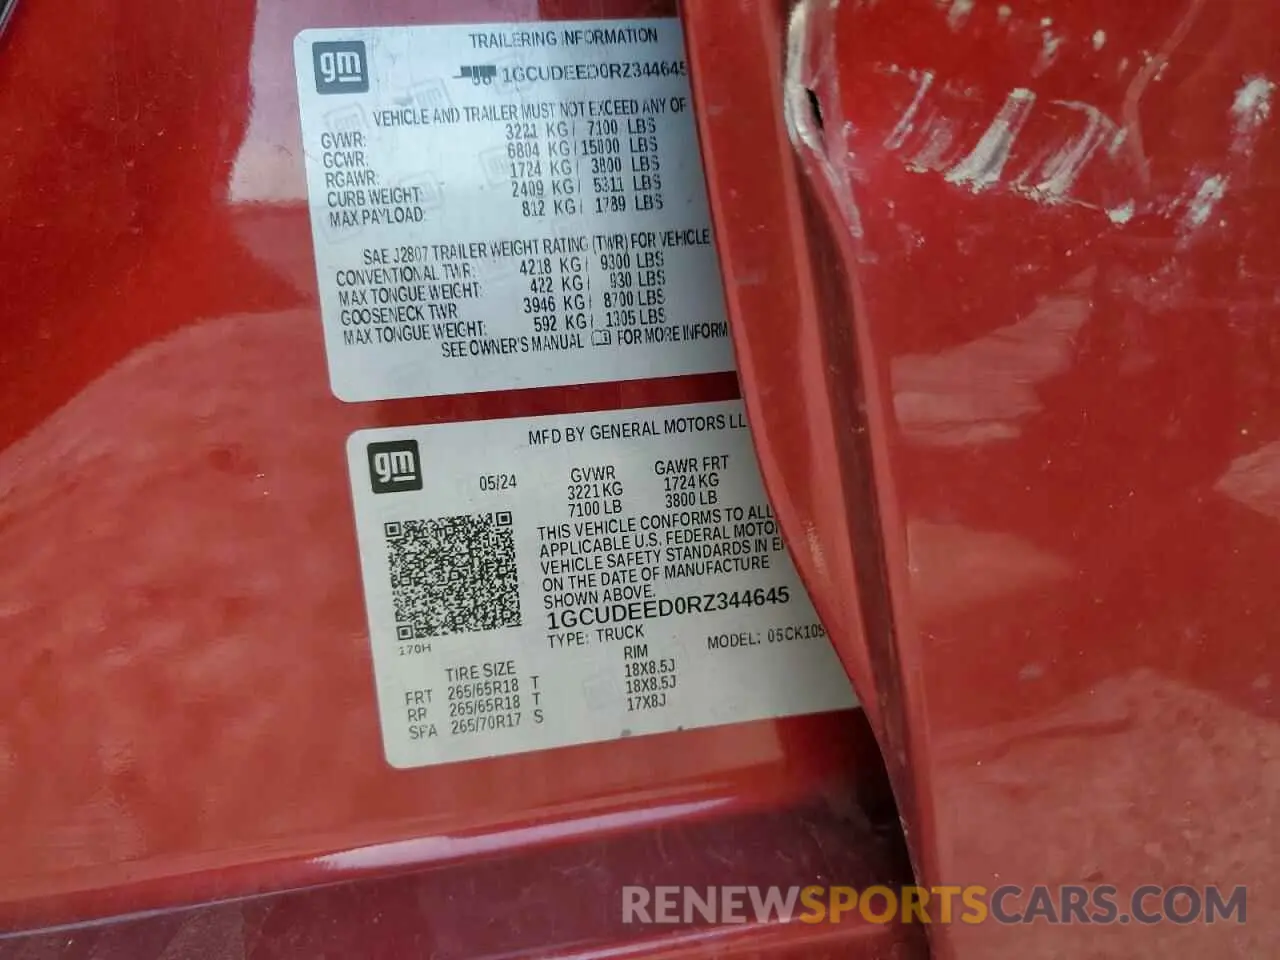 gm
TRAILERING INFORMATION
1GCUDEED0RZ344645
VEHICLE AND TRAILER MUST NOT EXCEED ANY OF
GVWR: 3221 KG / 7100 LBS
GCWR: 6804 KG / 15000 LBS
RGAWR: 1724 KG / 3800 LBS
CURB WEIGHT: 2409 KG / 5311 LBS
MAX PAYLOAD: 812 KG / 1789 LBS
SAE J2807 TRAILER WEIGHT RATING (TWR) FOR VEHICLE
CONVENTIONAL TWR: 4218 KG / 9300 LBS
MAX TONGUE WEIGHT: 422 KG / 930 LBS
GOOSENECK TWR 3946 KG / 8700 LBS
MAX TONGUE WEIGHT: 592 KG / 1305 LBS
SEE OWNER'S MANUAL FOR MORE INFORM
gm
MFD BY GENERAL MOTORS LL
05/24 GVWR GAWR FRT
3221 KG 1724 KG
7100 LB 3800 LB
THIS VEHICLE CONFORMS TO ALL
APPLICABLE U.S. FEDERAL MOTO
VEHICLE SAFETY STANDARDS IN E
ON THE DATE OF MANUFACTURE
SHOWN ABOVE.
1GCUDEED0RZ344645
TYPE: TRUCK MODEL: 05CK105
170H
TIRE SIZE RIM
FRT 265/65R18 T 18X8.5J
RR 265/65R18 T 18X8.5J
SFA 265/70R17 S 17X8J
RENEWSPORTSCARS.COM